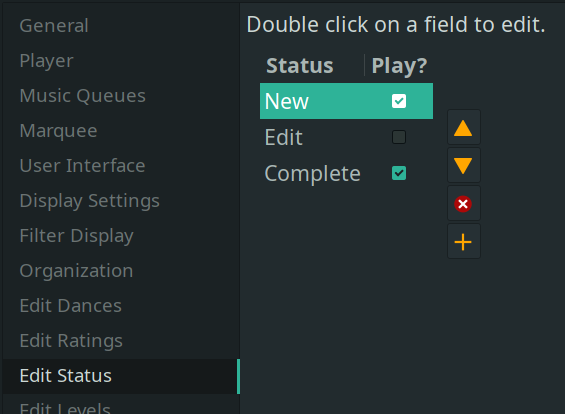 General
Player
Music Queues
Marquee
User Interface
Display Settings
Filter Display
Organization
Edit Dances
Edit Ratings
Edit Status
Edit Levels
Double click on a field to edit.
Status Play?
New
Edit
Complete